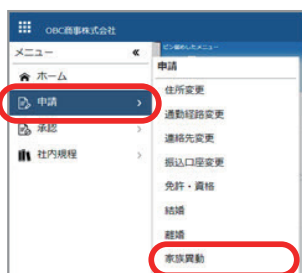 OBC商事株式会社
メニュー
«
ピン留めしたメニュー
ホーム
申請
承認
社内規程
申請
住所変更
通勤経路変更
連絡先変更
振込口座変更
免許・資格
結婚
離婚
家族異動